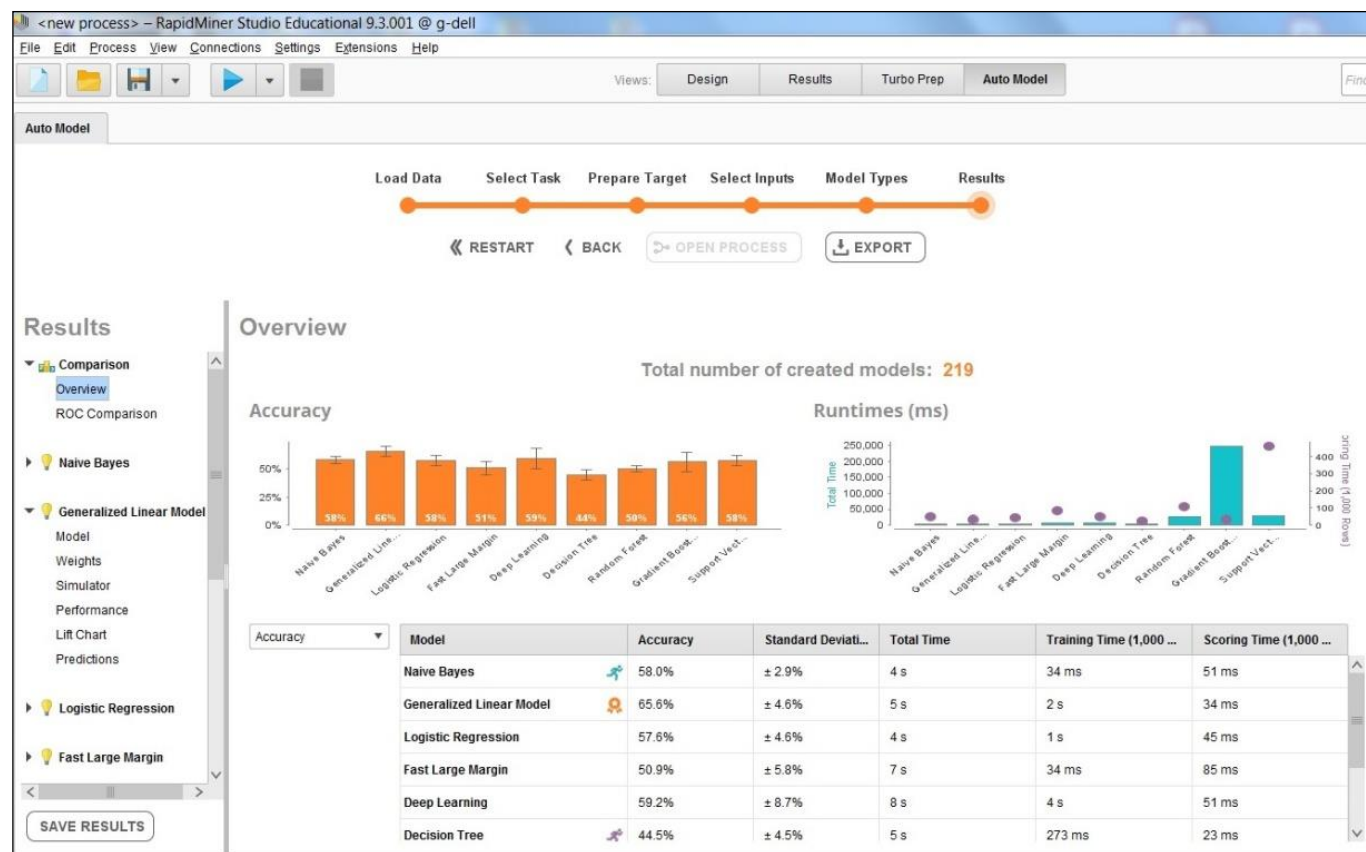 <new process> – RapidMiner Studio Educational 9.3.001 @ g-dell
File Edit Process View Connections Settings Extensions Help
Views: Design Results Turbo Prep Auto Model Find
Auto Model
Load Data Select Task Prepare Target Select Inputs Model Types Results
RESTART BACK OPEN PROCESS EXPORT
Results
Comparison
Overview
ROC Comparison
Naive Bayes
Generalized Linear Model
Model
Weights
Simulator
Performance
Lift Chart
Predictions
Logistic Regression
Fast Large Margin
SAVE RESULTS
Overview
Total number of created models: 219
Accuracy
50%
25%
0%
58% 66% 58% 51% 59% 44% 50% 56% 58%
Naive Bayes Generalized Line... Logistic Regression Fast Large Margin Deep Learning Decision Tree Random Forest Gradient Boost... Support Vect...
Runtimes (ms)
Total Time
250,000
200,000
150,000
100,000
50,000
0
400
300
200
100
0
oring Time (1,000 Rows)
Naive Bayes Generalized Line... Logistic Regression Fast Large Margin Deep Learning Decision Tree Random Forest Gradient Boost... Support Vect...
Accuracy
Model Accuracy Standard Deviati... Total Time Training Time (1,000 ... Scoring Time (1,000 ...
Naive Bayes 58.0% ± 2.9% 4 s 34 ms 51 ms
Generalized Linear Model 65.6% ± 4.6% 5 s 2 s 34 ms
Logistic Regression 57.6% ± 4.6% 4 s 1 s 45 ms
Fast Large Margin 50.9% ± 5.8% 7 s 34 ms 85 ms
Deep Learning 59.2% ± 8.7% 8 s 4 s 51 ms
Decision Tree 44.5% ± 4.5% 5 s 273 ms 23 ms